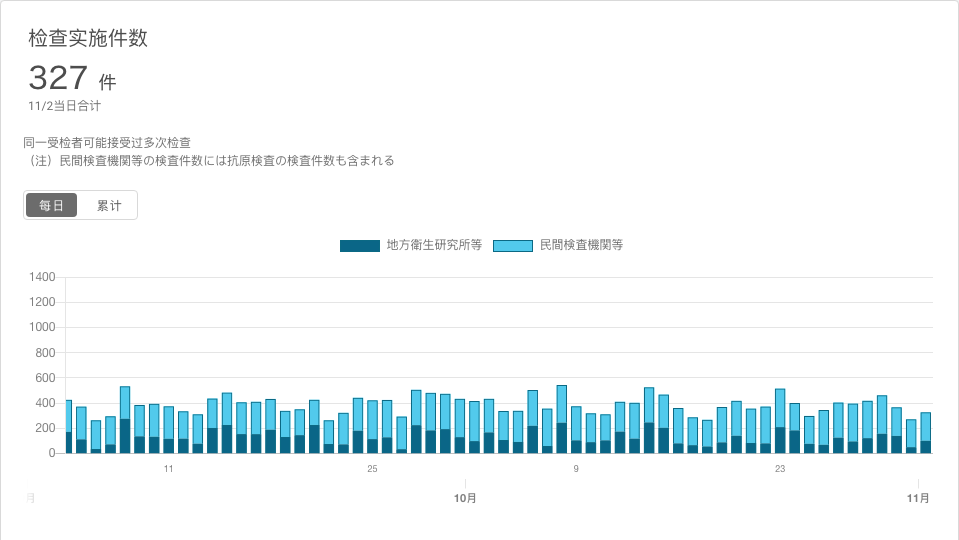 检查实施件数
327 件
11/2当日合计
同一受检者可能接受过多次检查
（注）民間検査機関等の検査件数には抗原検査の検査件数も含まれる
每日 累计
地方衛生研究所等 民間検査機関等
1400
1200
1000
800
600
400
200
0
11 25 9 23
月 10月 11月